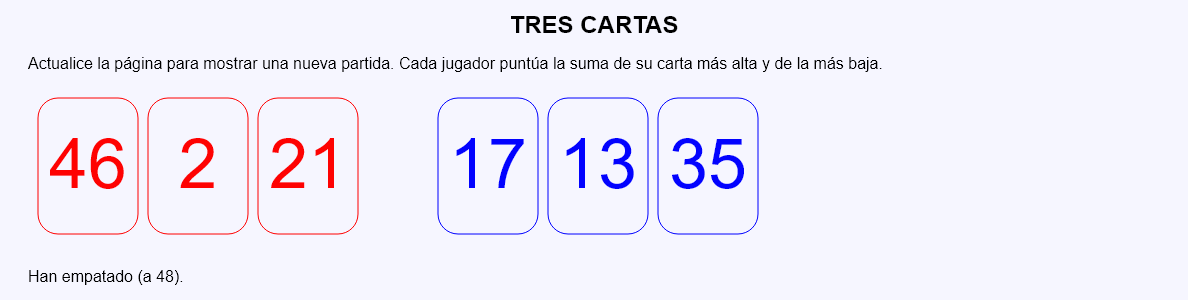 TRES CARTAS
Actualice la página para mostrar una nueva partida. Cada jugador puntúa la suma de su carta más alta y de la más baja.
46 2 21 17 13 35
Han empatado (a 48).